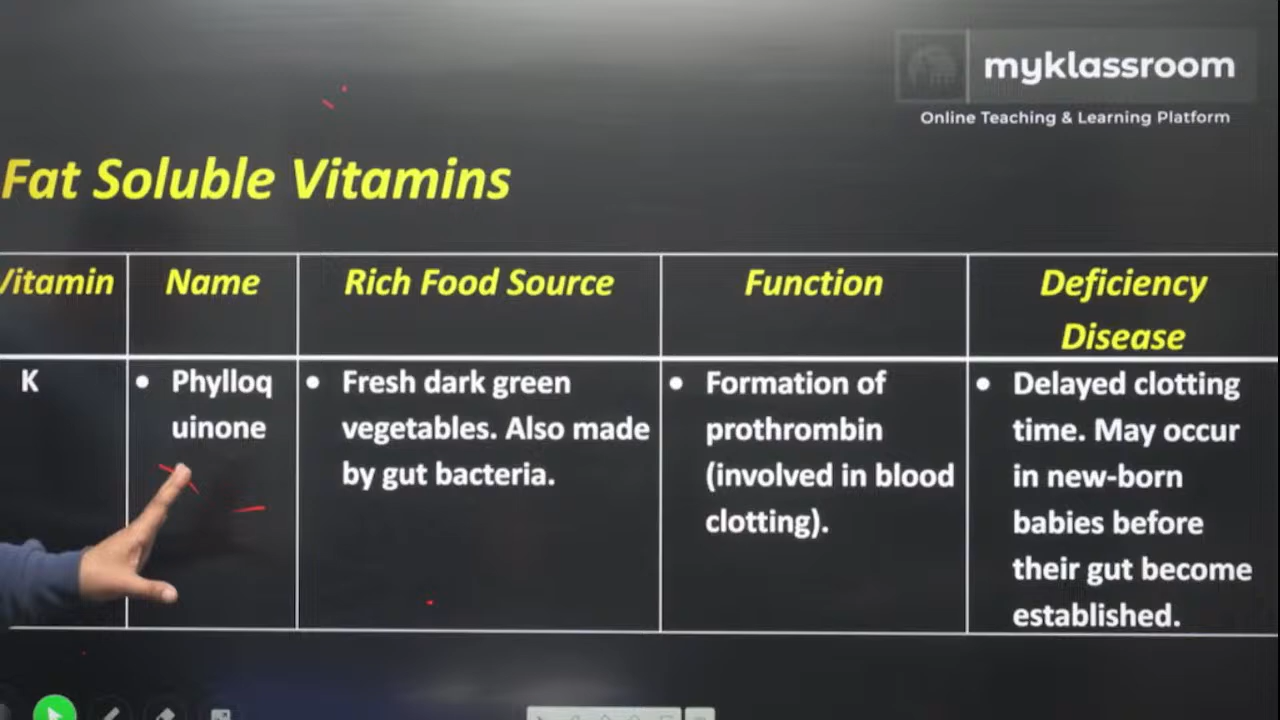 myklassroom
Online Teaching & Learning Platform
Fat Soluble Vitamins
Vitamin
Name
Rich Food Source
Function
Deficiency
Disease
K
• Phylloq
uinone
• Fresh dark green
vegetables. Also made
by gut bacteria.
• Formation of
prothrombin
(involved in blood
clotting).
• Delayed clotting
time. May occur
in new-born
babies before
their gut become
established.